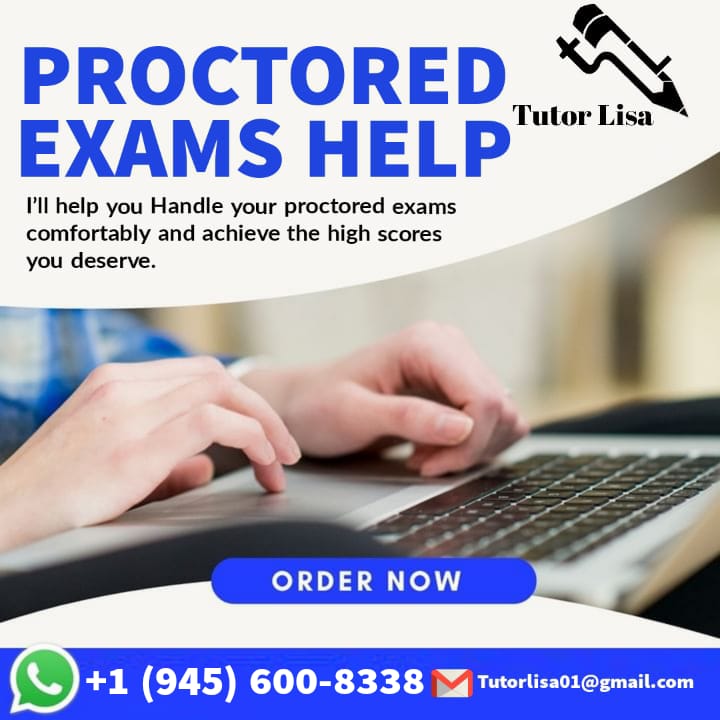 PROCTORED
EXAMS HELP
Tutor Lisa
I'll help you Handle your proctored exams
comfortably and achieve the high scores
you deserve.
ORDER NOW
+1 (945) 600-8338
Tutorlisa01@gmail.com